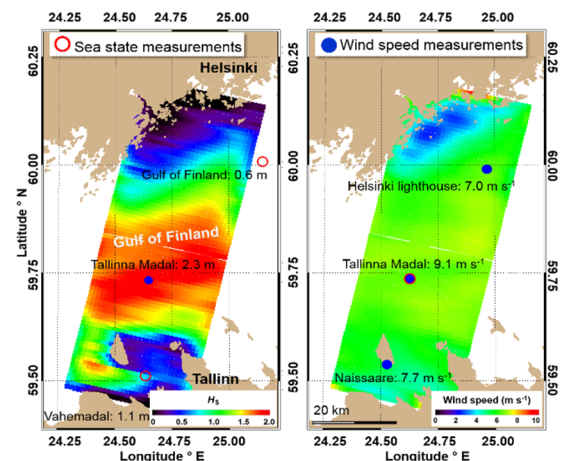 24.25 24.50 24.75 25.00 24.25 24.50 24.75 25.00
Sea state measurements
Wind speed measurements
Helsinki
60.25
60.25
60.00
60.00
Gulf of Finland: 0.6 m
Helsinki lighthouse: 7.0 m s-1
Latitude ° N
Gulf of Finland
Tallinna Madal: 2.3 m
Tallinna Madal: 9.1 m s-1
59.75
59.75
59.50
59.50
Tallinn
Naissaare: 7.7 m s-1
Vahemadal: 1.1 m
HS
0 0.5 1.0 1.5 2.0
20 km
Wind speed (m s-1)
0 2 4 6 8 10
24.25 24.50 24.75 25.00 24.25 24.50 24.75 25.00
Longitude ° E
Longitude ° E